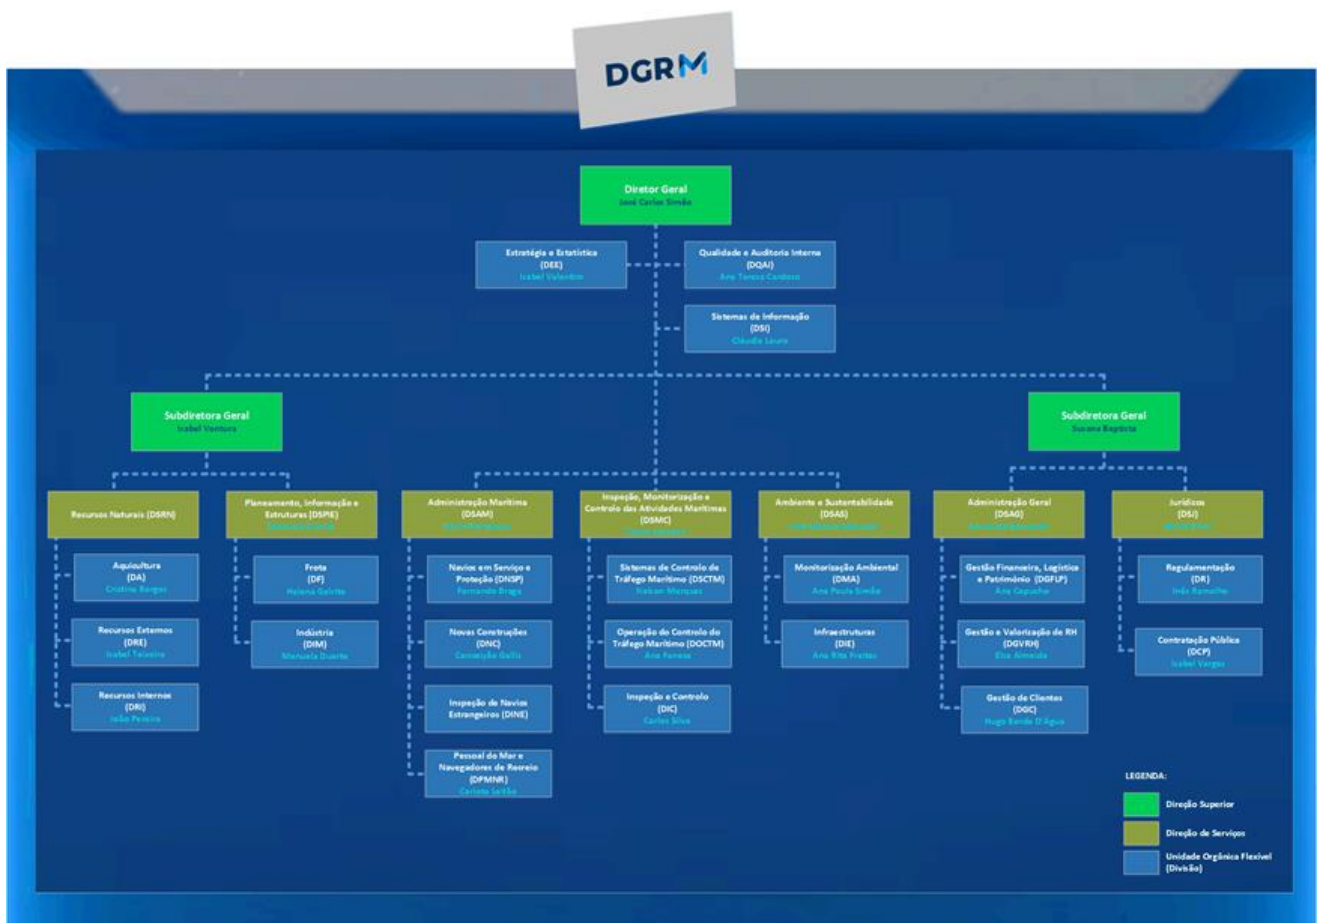 DGRM
Diretor Geral
José Carlos Simão
Estratégia e Estatística
(DEE)
Isabel Valentim
Qualidade e Auditoria Interna
(DQAI)
Ana Teresa Cardoso
Sistemas de Informação
(DSI)
Cláudia Louro
Subdiretora Geral
Isabel Ventura
Subdiretora Geral
Susana Baptista
Recursos Naturais (DSRN)
Planeamento, Informação e
Estruturas (DSPIE)
Administração Marítima
(DSAM)
Inspeção, Monitorização e
Controlo das Atividades Marítimas
(DSMC)
Ambiente e Sustentabilidade
(DSAS)
Administração Geral
(DSAG)
Jurídicos
(DSJ)
Aquicultura
(DA)
Cristina Borges
Recursos Externos
(DRE)
Isabel Teixeira
Recursos Internos
(DRI)
João Pereira
Frota
(DF)
Helena
Indústria
(DIM)
Manuela Duarte
Navios em Serviço e
Proteção (DNSP)
Fernando Braga
Novas Construções
(DNC)
Conceição
Inspeção de Navios
Estrangeiros (DINE)
Pessoal do Mar e
Navegadores de Recreio
(DPMNR)
Carlota Leitão
Sistemas de Controlo de
Tráfego Marítimo (DSCTM)
Nelson Marques
Operação do Controlo do
Tráfego Marítimo (DOCTM)
Ana
Inspeção e Controlo
(DIC)
Carlos Silva
Monitorização Ambiental
(DMA)
Ana Paula Simão
Infraestruturas
(DIE)
Ana Rita Freitas
Gestão Financeira, Logística
e Património (DGFLP)
Ana Capucho
Gestão e Valorização de RH
(DGVRH)
Elsa Almeida
Gestão de Clientes
(DGC)
Hugo Bando D'Água
Regulamentação
(DR)
Inês Ramalho
Contratação Pública
(DCP)
Isabel Vargas
LEGENDA:
Direção Superior
Direção de Serviços
Unidade Orgânica Flexível
(Divisão)